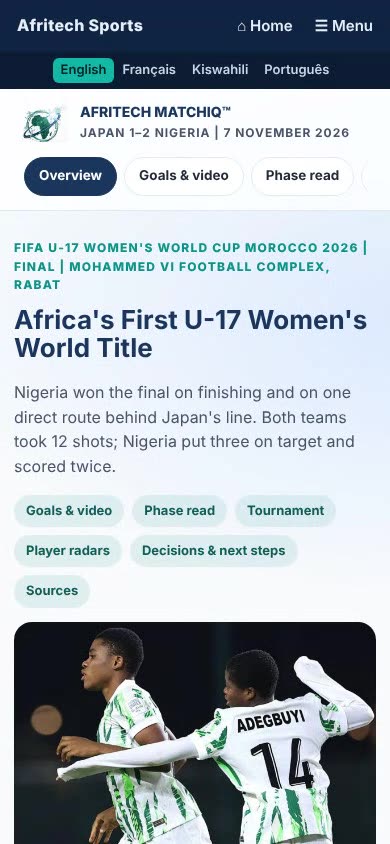 Afritech Sports
⌂ Home
☰ Menu
English
Français
Kiswahili
Português
AFRITECH MATCHIQ™
JAPAN 1–2 NIGERIA | 7 NOVEMBER 2026
Overview
Goals & video
Phase read
FIFA U-17 WOMEN'S WORLD CUP MOROCCO 2026 |
FINAL | MOHAMMED VI FOOTBALL COMPLEX,
RABAT
Africa's First U-17 Women's
World Title
Nigeria won the final on finishing and on one
direct route behind Japan's line. Both teams
took 12 shots; Nigeria put three on target and
scored twice.
Goals & video
Phase read
Tournament
Player radars
Decisions & next steps
Sources
ADEGBUYI
14